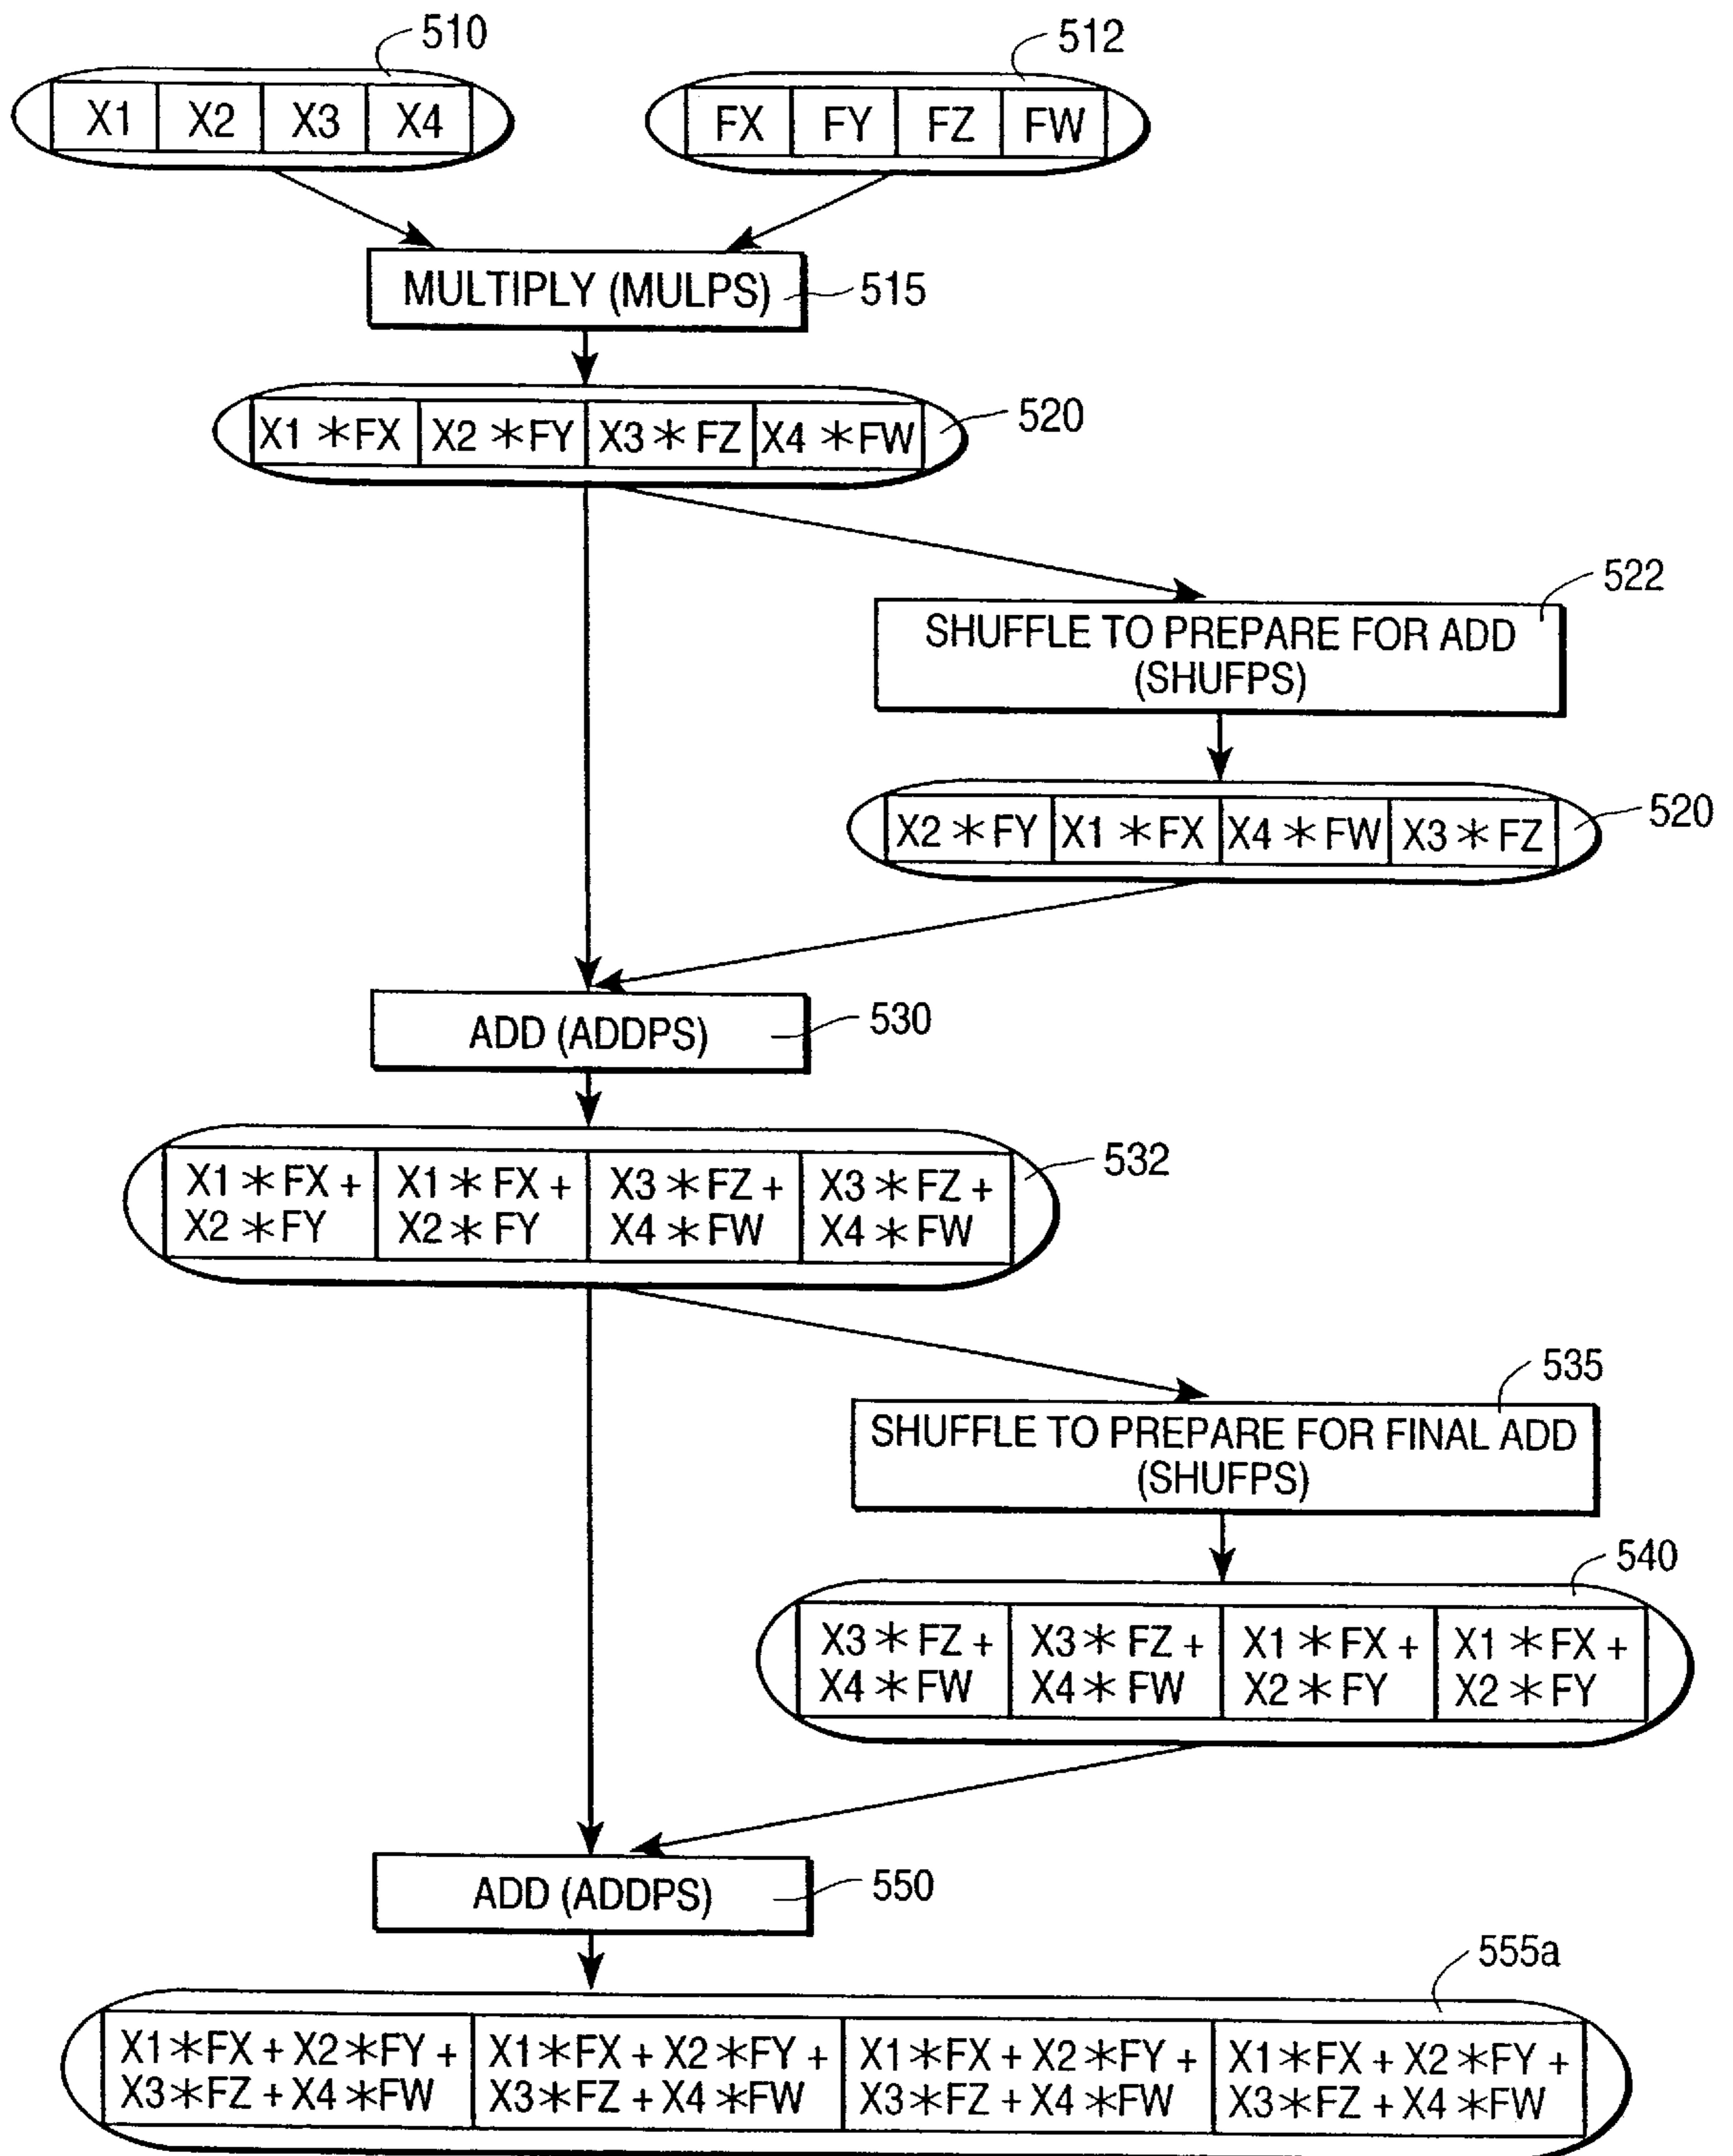 510
512
X1 X2 X3 X4
FX FY FZ FW
MULTIPLY (MULPS)
515
X1 *FX X2 *FY X3 * FZ X4 *FW
520
522
SHUFFLE TO PREPARE FOR ADD
(SHUFPS)
X2 * FY X1 * FX X4 * FW X3 * FZ
520
ADD (ADDPS)
530
X1 * FX + X1 * FX + X3 * FZ + X3 * FZ +
X2 * FY X2 * FY X4 * FW X4 * FW
532
535
SHUFFLE TO PREPARE FOR FINAL ADD
(SHUFPS)
540
X3 * FZ + X3 * FZ + X1 * FX + X1 * FX +
X4 * FW X4 * FW X2 * FY X2 * FY
ADD (ADDPS)
550
555a
X1*FX + X2*FY + X1*FX + X2*FY + X1*FX + X2*FY + X1*FX + X2*FY +
X3*FZ + X4*FW X3*FZ + X4*FW X3*FZ + X4*FW X3*FZ + X4*FW